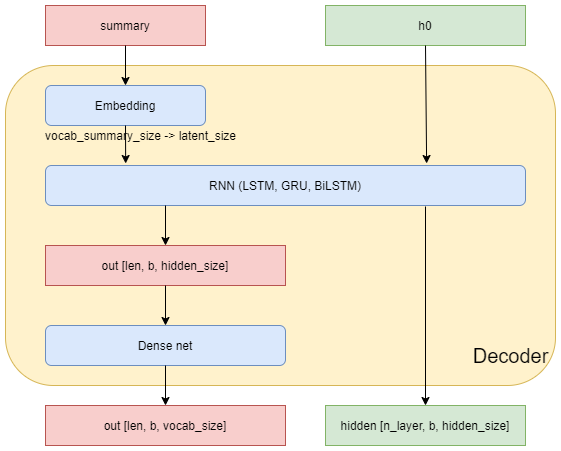 summary
h0
Embedding
vocab_summary_size -> latent_size
RNN (LSTM, GRU, BiLSTM)
out [len, b, hidden_size]
Dense net
Decoder
out [len, b, vocab_size]
hidden [n_layer, b, hidden_size]